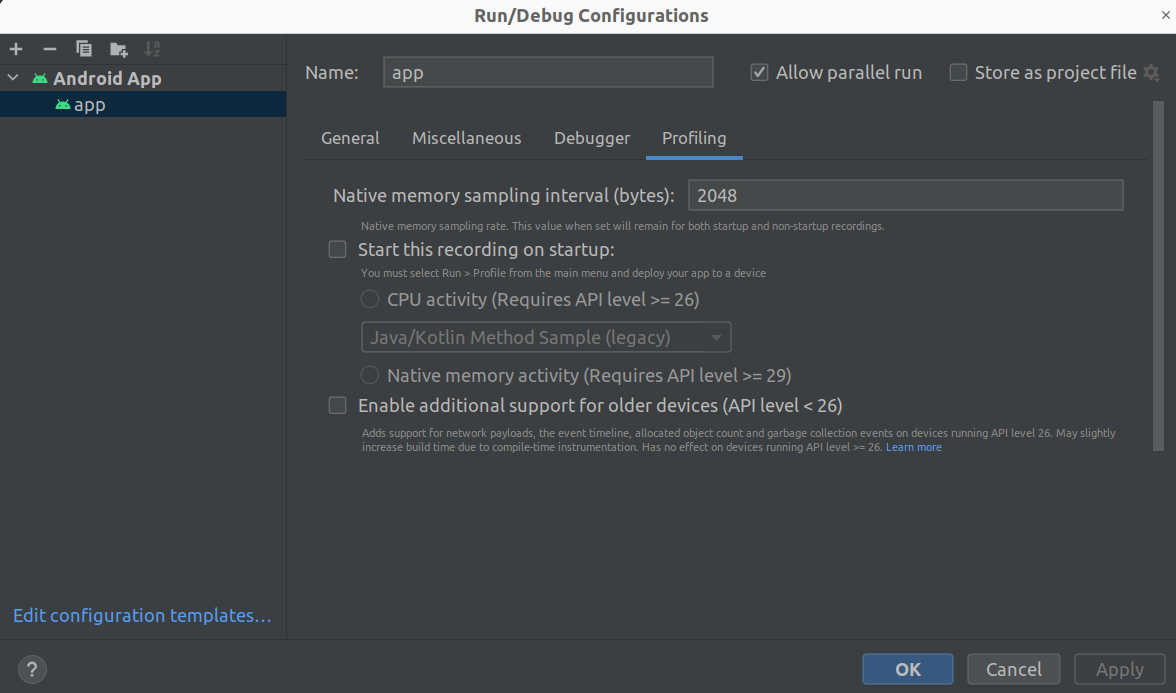 Run/Debug Configurations
Name:
app
Allow parallel run
Store as project file
Android App
app
General
Miscellaneous
Debugger
Profiling
Native memory sampling interval (bytes):
2048
Native memory sampling rate. This value when set will remain for both startup and non-startup recordings.
Start this recording on startup:
You must select Run > Profile from the main menu and deploy your app to a device
CPU activity (Requires API level >= 26)
Java/Kotlin Method Sample (legacy)
Native memory activity (Requires API level >= 29)
Enable additional support for older devices (API level < 26)
Adds support for network payloads, the event timeline, allocated object count and garbage collection events on devices running API level 26. May slightly
increase build time due to compile-time instrumentation. Has no effect on devices running API level >= 26. Learn more
Edit configuration templates…
?
OK
Cancel
Apply